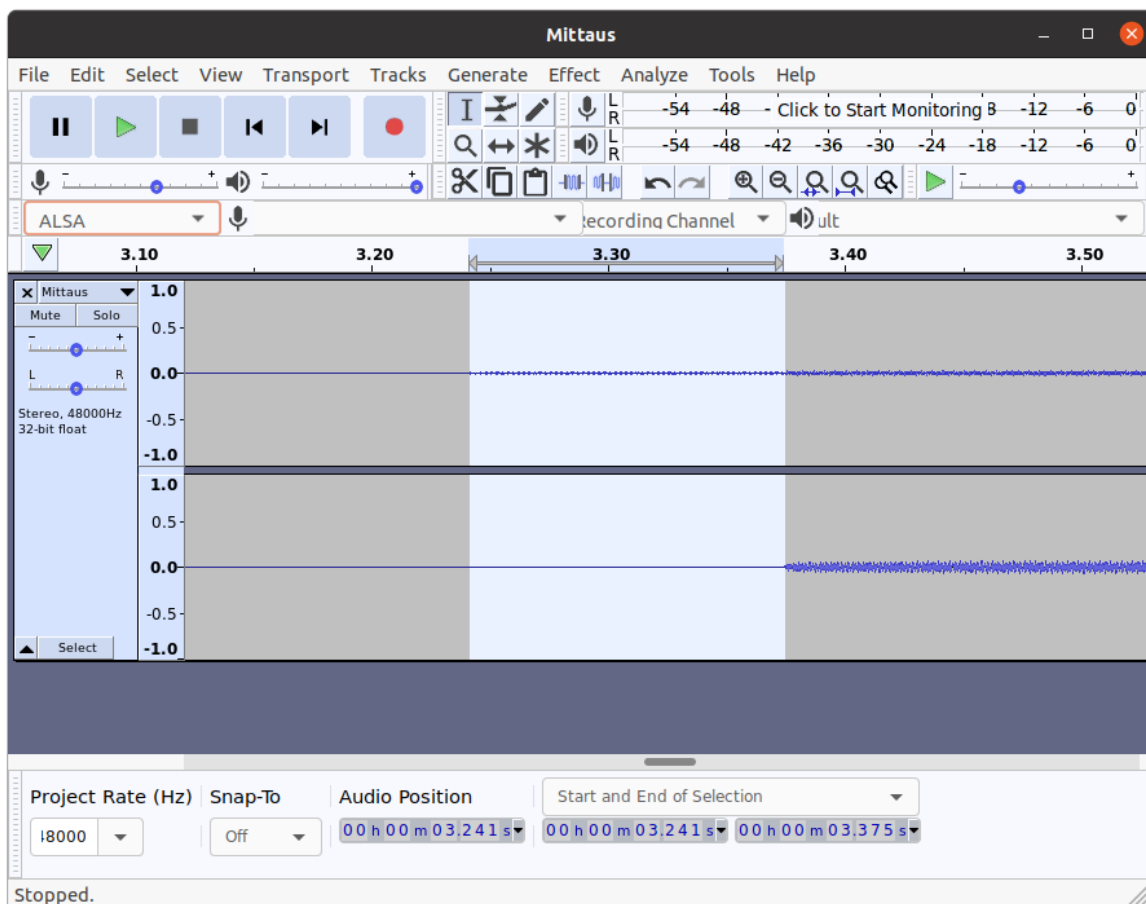 Mittaus
File Edit Select View Transport Tracks Generate Effect Analyze Tools Help
L R -54 -48 - Click to Start Monitoring 8 -12 -6 0
L R -54 -48 -42 -36 -30 -24 -18 -12 -6 0
- + - + - +
ALSA Recording Channel ult
3.10 3.20 3.30 3.40 3.50
Mittaus
Mute Solo
- +
L R
Stereo, 48000Hz
32-bit float
1.0
0.5
0.0
-0.5
-1.0
1.0
0.5
0.0
-0.5
-1.0
Select
Project Rate (Hz) Snap-To Audio Position Start and End of Selection
48000 Off 00 h 00 m 03.241 s 00 h 00 m 03.241 s 00 h 00 m 03.375 s
Stopped.